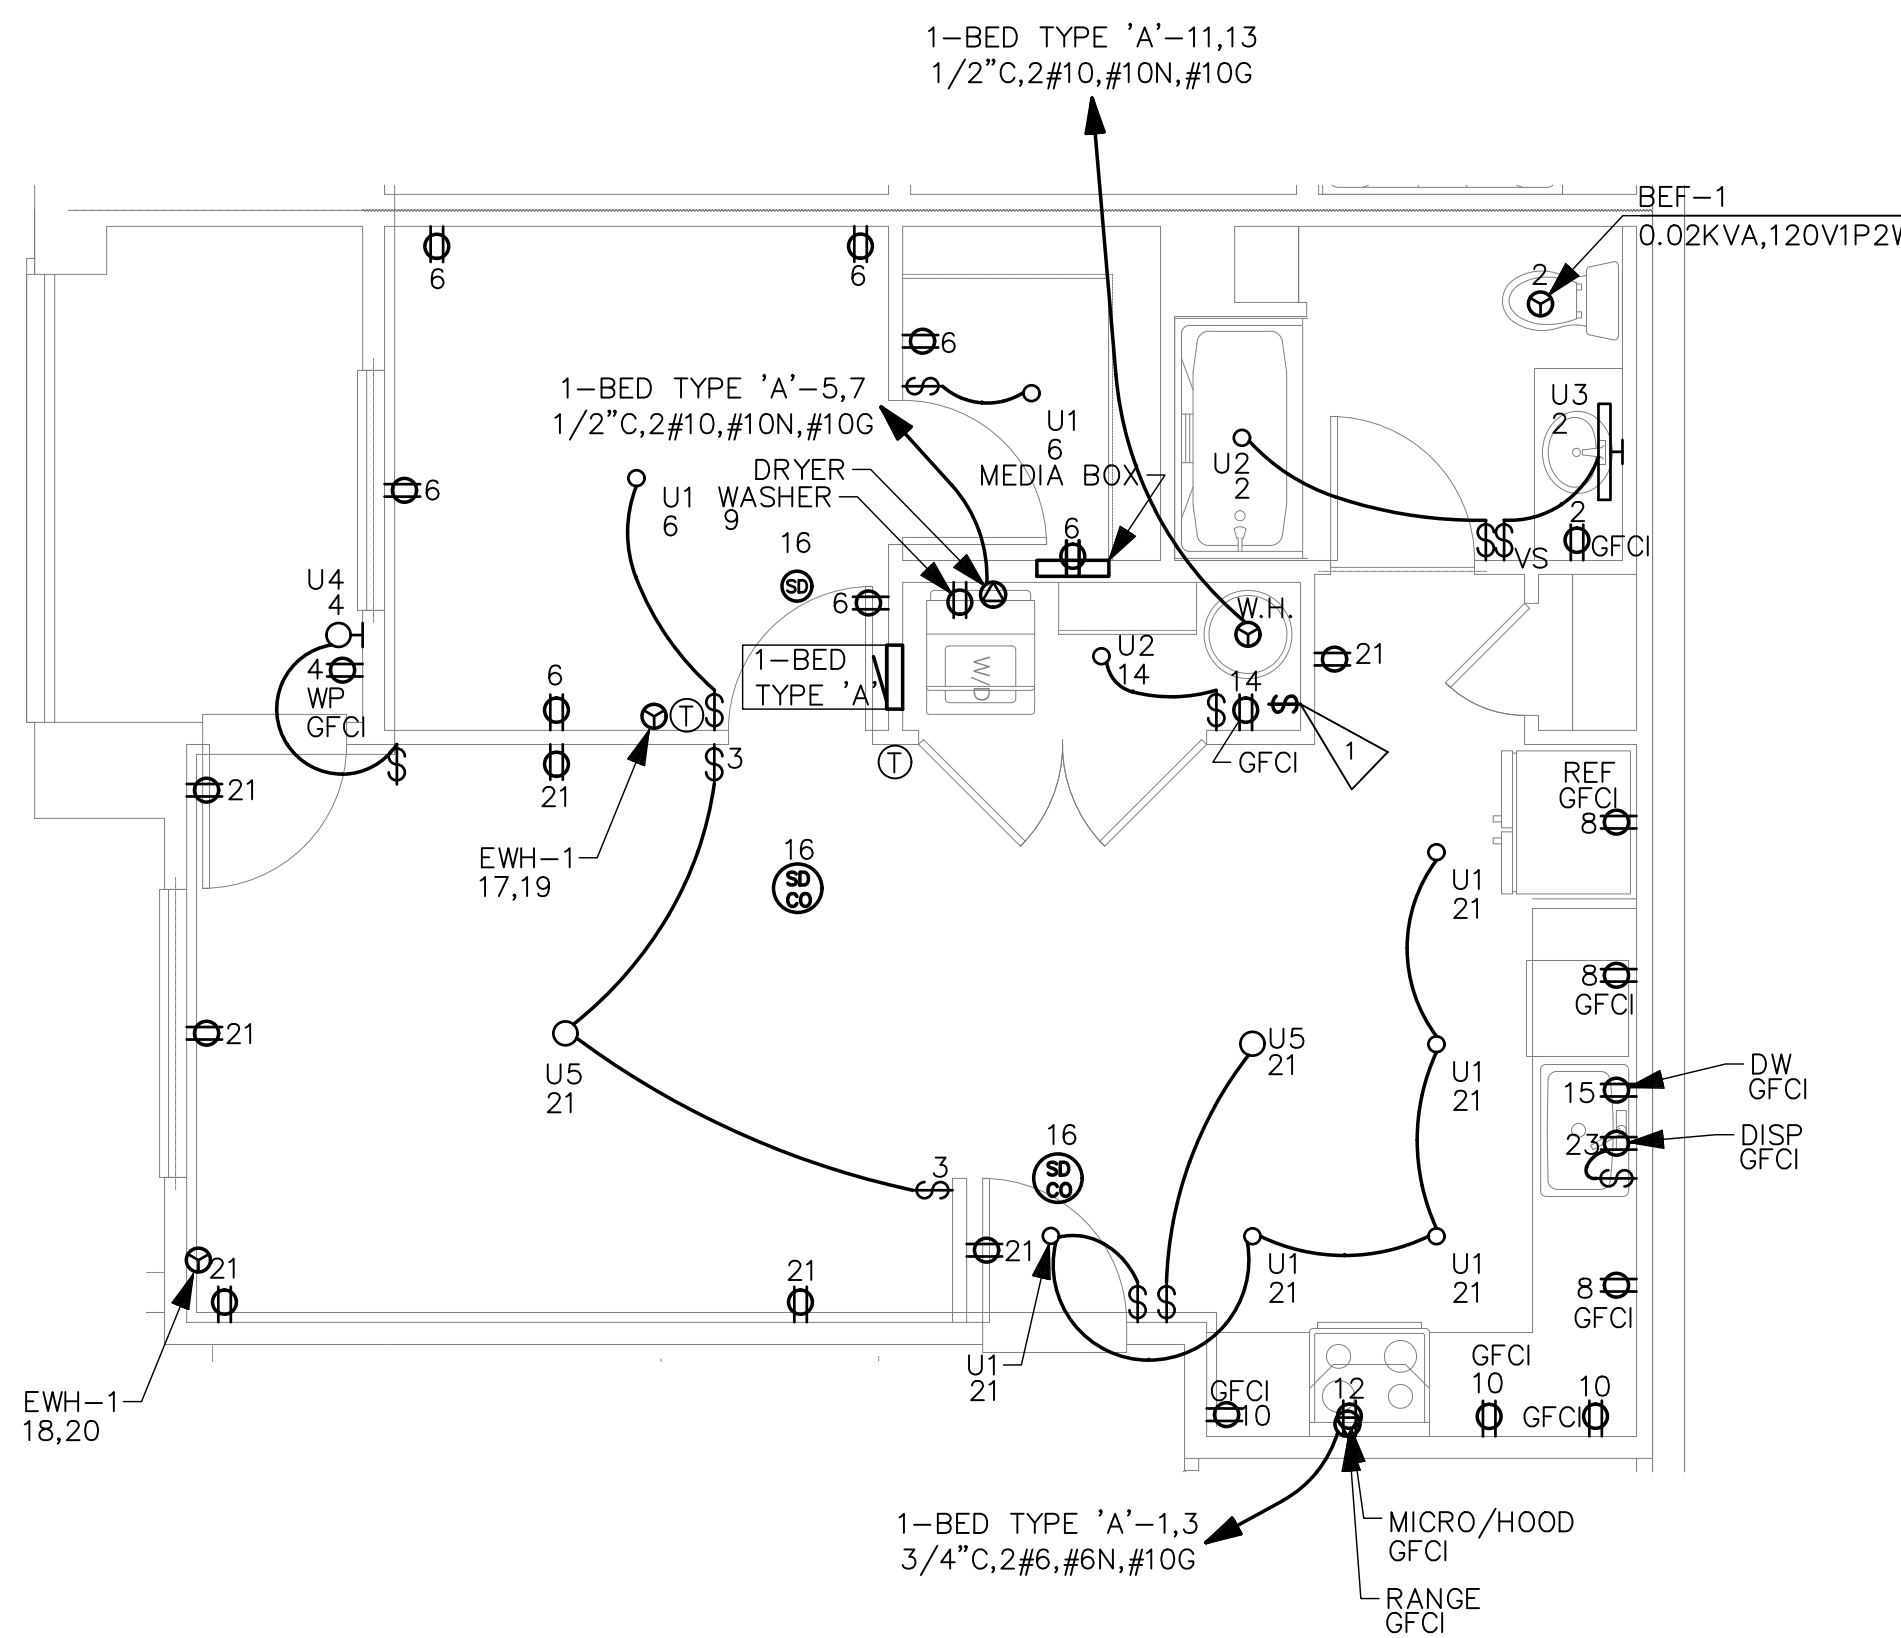 1-BED TYPE 'A'-11,13
1/2"C,2#10,#10N,#10G
BEF-1
0.02KVA,120V1P2W
2
6
6
6
1-BED TYPE 'A'-5,7
1/2"C,2#10,#10N,#10G
U1
6
U3
2
DRYER
WASHER
9
MEDIA BOX
U2
2
6
U1
6
16
SD
6
2
GFCI
$
$
$$
VS
U4
4
6
W.H.
4
WP
GFCI
1-BED
TYPE 'A'
W/D
U2
14
21
6
T
$
$
14
$
1
GFCI
$
21
21
$
3
T
REF
GFCI
8
EWH-1
17,19
16
SD
CO
U1
21
21
8
GFCI
U5
21
U5
21
U1
21
DW
GFCI
15
DISP
GFCI
23
$
16
SD
CO
3
$
21
21
21
$
$
U1
21
U1
21
8
GFCI
U1
21
EWH-1
18,20
GFCI
10
12
GFCI
10
10
GFCI
1-BED TYPE 'A'-1,3
3/4"C,2#6,#6N,#10G
MICRO/HOOD
GFCI
RANGE
GFCI